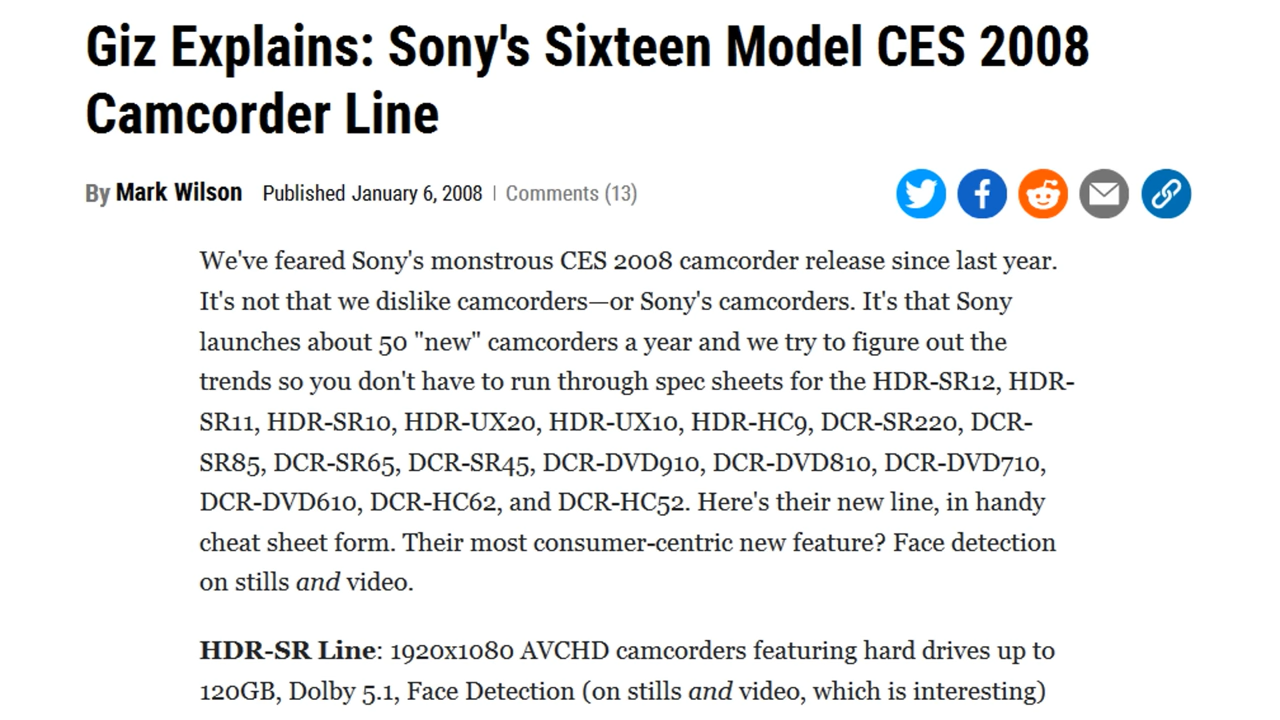 Giz Explains: Sony's Sixteen Model CES 2008
Camcorder Line
By Mark Wilson Published January 6, 2008 | Comments (13)
We've feared Sony's monstrous CES 2008 camcorder release since last year.
It's not that we dislike camcorders—or Sony's camcorders. It's that Sony
launches about 50 "new" camcorders a year and we try to figure out the
trends so you don't have to run through spec sheets for the HDR-SR12, HDR-
SR11, HDR-SR10, HDR-UX20, HDR-UX10, HDR-HC9, DCR-SR220, DCR-
SR85, DCR-SR65, DCR-SR45, DCR-DVD910, DCR-DVD810, DCR-DVD710,
DCR-DVD610, DCR-HC62, and DCR-HC52. Here's their new line, in handy
cheat sheet form. Their most consumer-centric new feature? Face detection
on stills and video.
HDR-SR Line: 1920x1080 AVCHD camcorders featuring hard drives up to
120GB, Dolby 5.1, Face Detection (on stills and video, which is interesting)